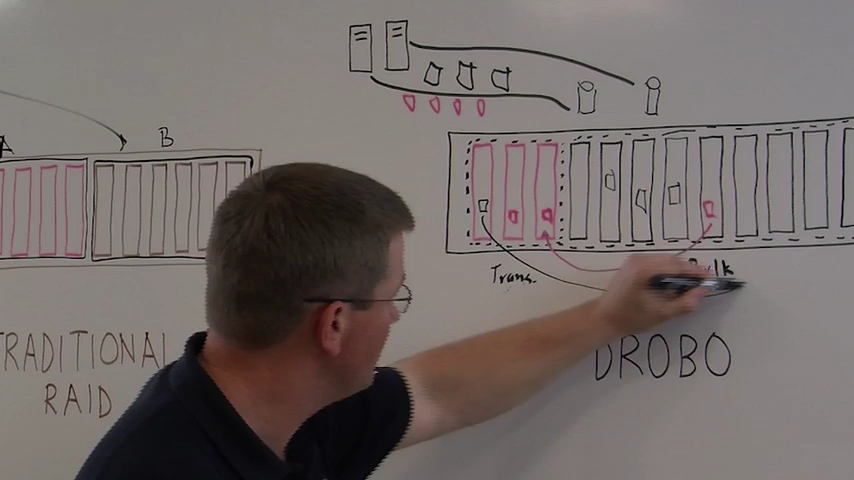 A
B
Trans.
Bulk
TRADITIONAL
RAID
DROBO